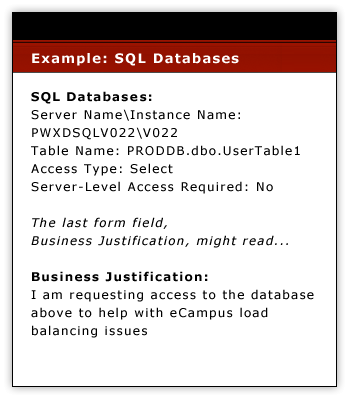 Example: SQL Databases
SQL Databases:
Server Name\Instance Name:
PWXDSQLV022\V022
Table Name: PRODDB.dbo.UserTable1
Access Type: Select
Server-Level Access Required: No
The last form field,
Business Justification, might read...
Business Justification:
I am requesting access to the database
above to help with eCampus load
balancing issues